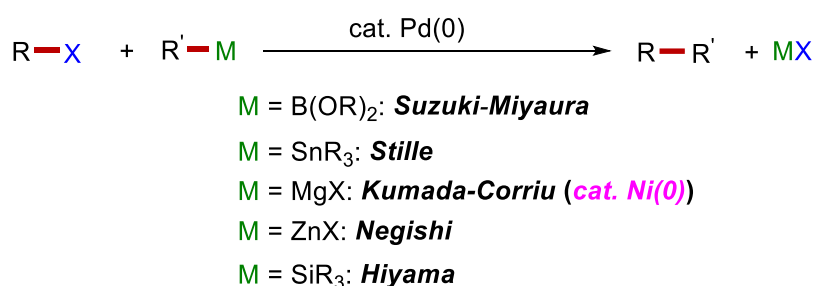 cat. Pd(0)
R—X + R'—M R—R' + MX
M = B(OR)2: Suzuki-Miyaura
M = SnR3: Stille
M = MgX: Kumada-Corriu (cat. Ni(0))
M = ZnX: Negishi
M = SiR3: Hiyama